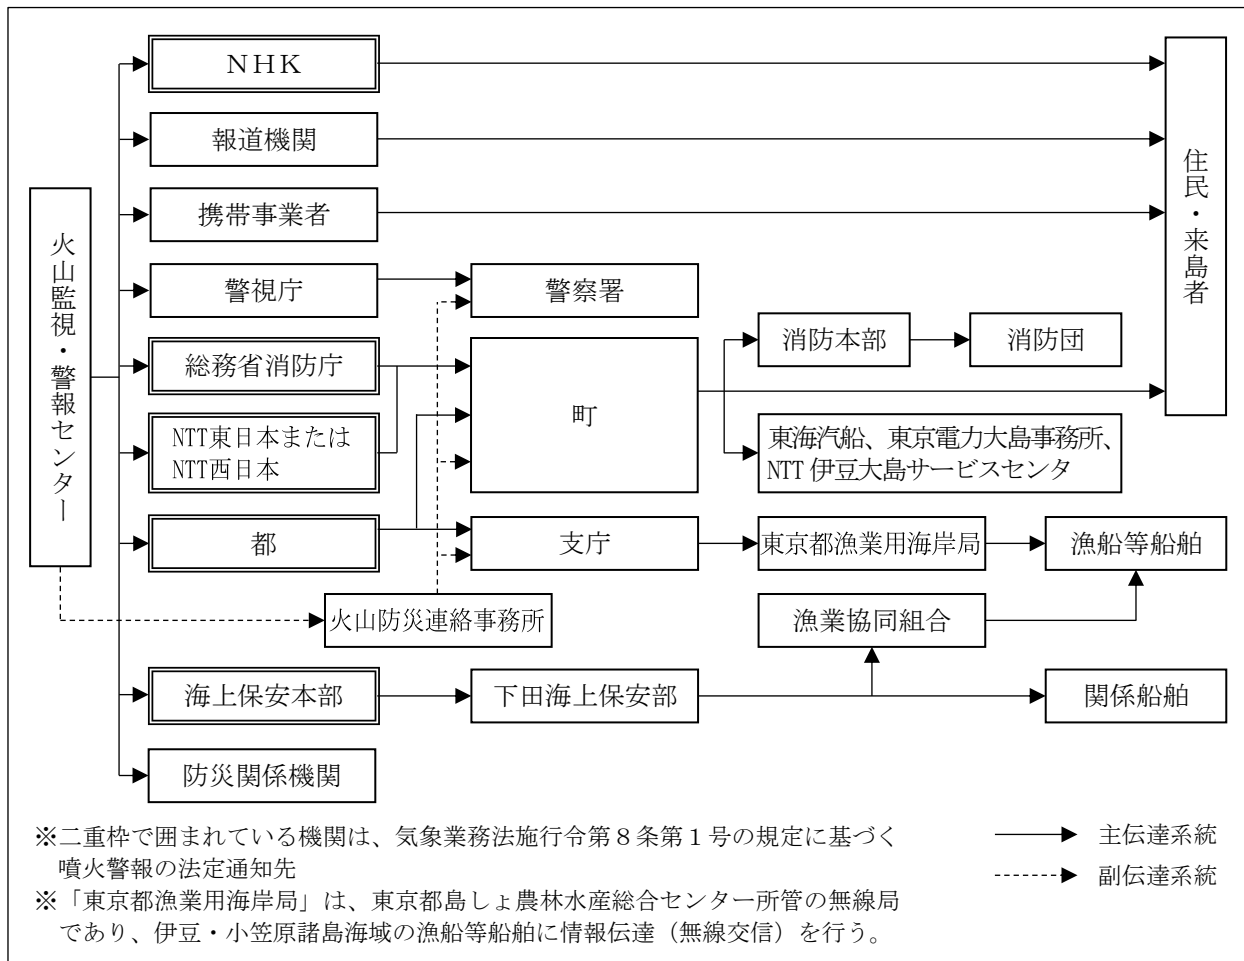 NHK
報道機関
携帯事業者
警視庁
総務省消防庁
NTT東日本または
NTT西日本
都
火山防災連絡事務所
海上保安本部
防災関係機関
火山監視・警報センター
警察署
町
支庁
下田海上保安部
消防本部
消防団
東海汽船、東京電力大島事務所、
NTT 伊豆大島サービスセンタ
東京都漁業用海岸局
漁船等船舶
漁業協同組合
関係船舶
住民・来島者
※二重枠で囲まれている機関は、気象業務法施行令第8条第1号の規定に基づく
噴火警報の法定通知先
※「東京都漁業用海岸局」は、東京都島しょ農林水産総合センター所管の無線局
であり、伊豆・小笠原諸島海域の漁船等船舶に情報伝達（無線交信）を行う。
主伝達系統
副伝達系統